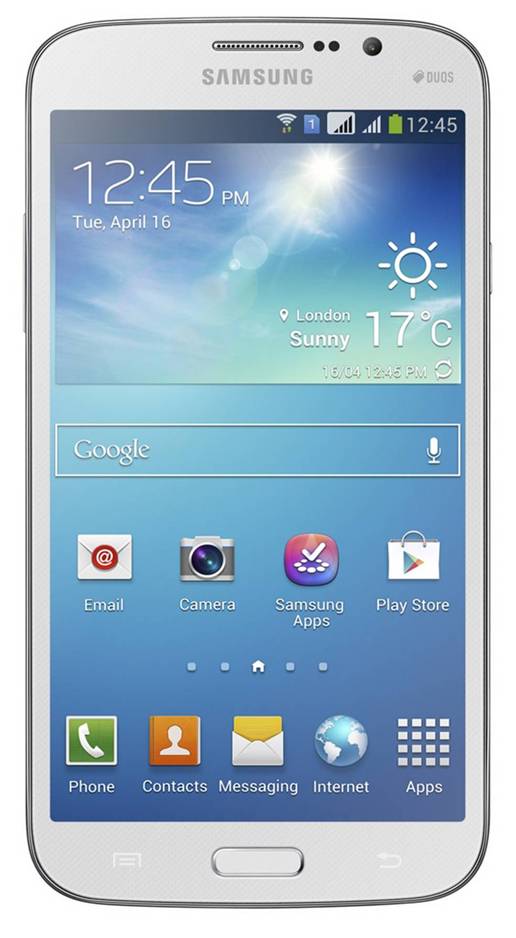 SAMSUNG
DUOS
1
12:45
12:45 PM
Tue, April 16
London
Sunny
17°C
16/04 12:45 PM
Google
@
Email
Camera
Samsung Apps
Play Store
Phone
Contacts
Messaging
Internet
Apps